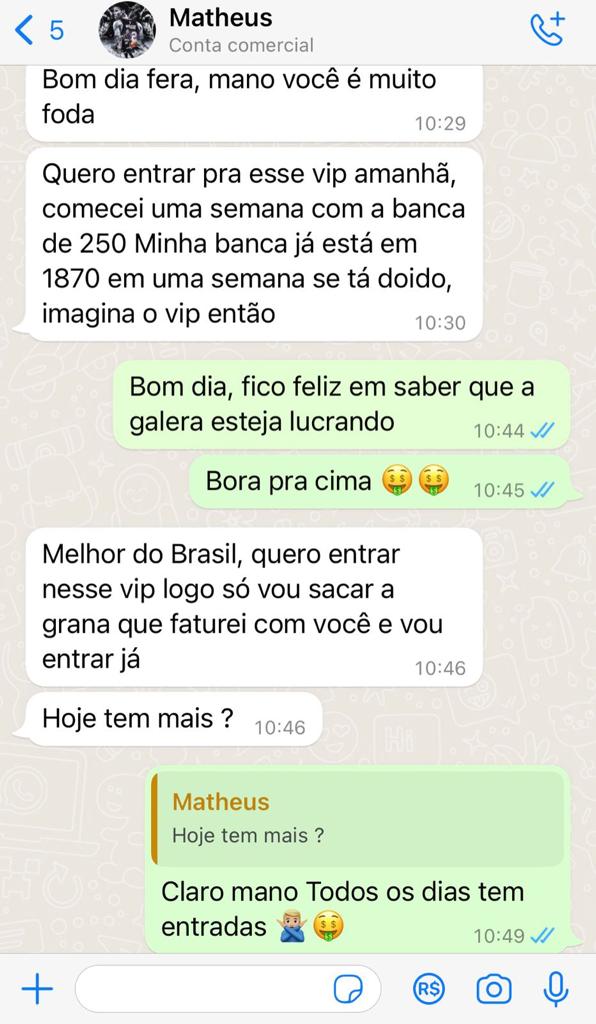 5
Matheus
Conta comercial
Bom dia fera, mano você é muito
foda
10:29
Quero entrar pra esse vip amanhã,
comecei uma semana com a banca
de 250 Minha banca já está em
1870 em uma semana se tá doido,
imagina o vip então
10:30
Bom dia, fico feliz em saber que a
galera esteja lucrando
10:44
Bora pra cima 🤑🤑
10:45
Melhor do Brasil, quero entrar
nesse vip logo só vou sacar a
grana que faturei com você e vou
entrar já
10:46
Hoje tem mais ?
10:46
Matheus
Hoje tem mais ?
Claro mano Todos os dias tem
entradas 🙅🏼‍♂️🤑
10:49
R$